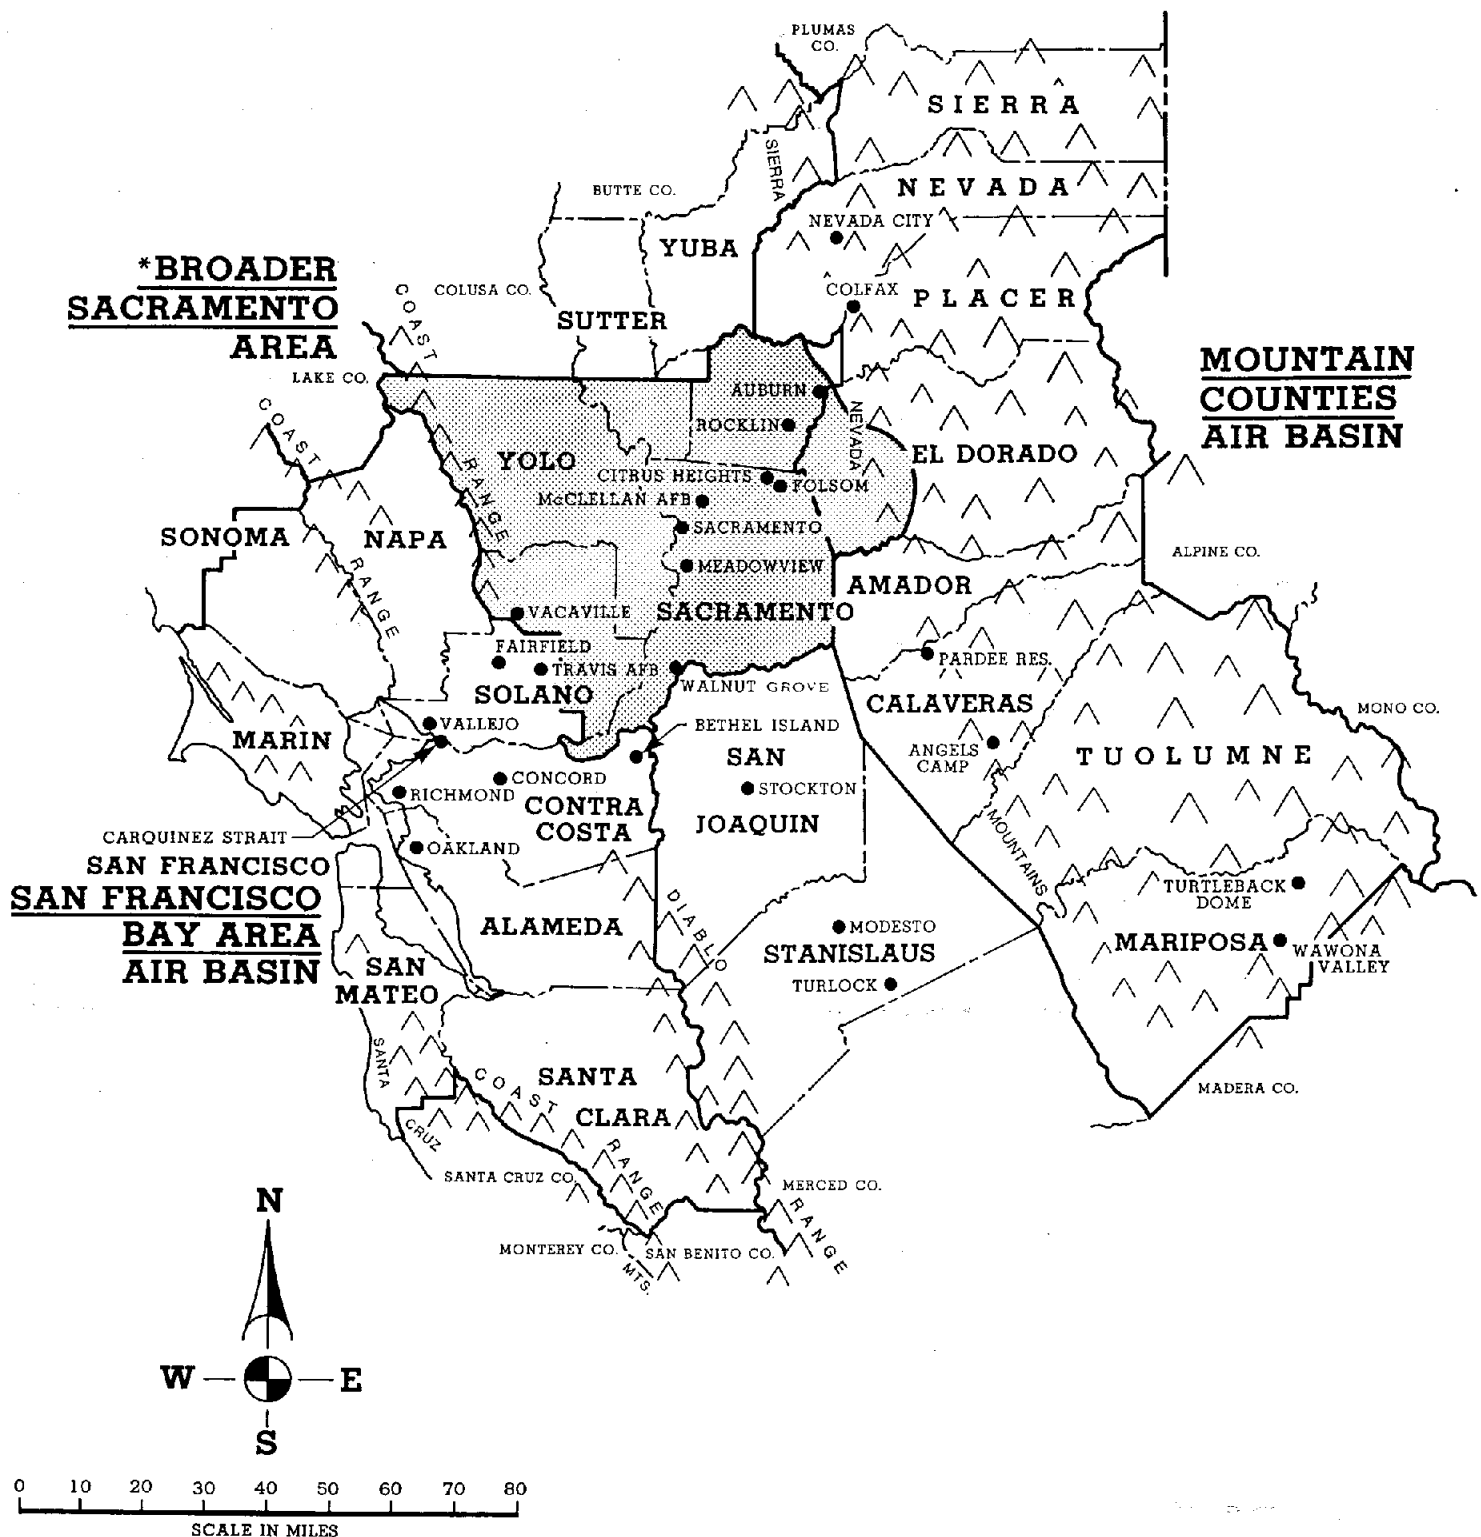 PLUMAS
CO.
SIERRA
SIERRA
NEVADA
BUTTE CO.
NEVADA CITY
YUBA
*BROADER
SACRAMENTO
AREA
COLUSA CO.
COLFAX
PLACER
COAST
SUTTER
LAKE CO.
MOUNTAIN
COUNTIES
AIR BASIN
AUBURN
NEVADA
COAST
ROCKLIN
YOLO
RANGE
EL DORADO
CITRUS HEIGHTS
FOLSOM
McCLELLAN AFB
SONOMA
NAPA
SACRAMENTO
ALPINE CO.
RANGE
MEADOWVIEW
AMADOR
VACAVILLE
SACRAMENTO
FAIRFIELD
TRAVIS AFB
PARDEE RES.
SOLANO
WALNUT GROVE
CALAVERAS
MONO CO.
VALLEJO
BETHEL ISLAND
MARIN
SAN
JOAQUIN
ANGELS
CAMP
TUOLUMNE
CONCORD
STOCKTON
RICHMOND
CONTRA
COSTA
MOUNTAINS
CARQUINEZ STRAIT
OAKLAND
SAN FRANCISCO
SAN FRANCISCO
BAY AREA
AIR BASIN
TURTLEBACK
DOME
DIABLO
ALAMEDA
MODESTO
STANISLAUS
MARIPOSA
WAWONA
VALLEY
SAN
MATEO
TURLOCK
SANTA
COAST
SANTA
CLARA
MADERA CO.
CRUZ
RANGE
SANTA CRUZ CO.
MERCED CO.
RANGE
MONTEREY CO.
SAN BENITO CO.
MTS.
N
W
E
S
0 10 20 30 40 50 60 70 80
SCALE IN MILES